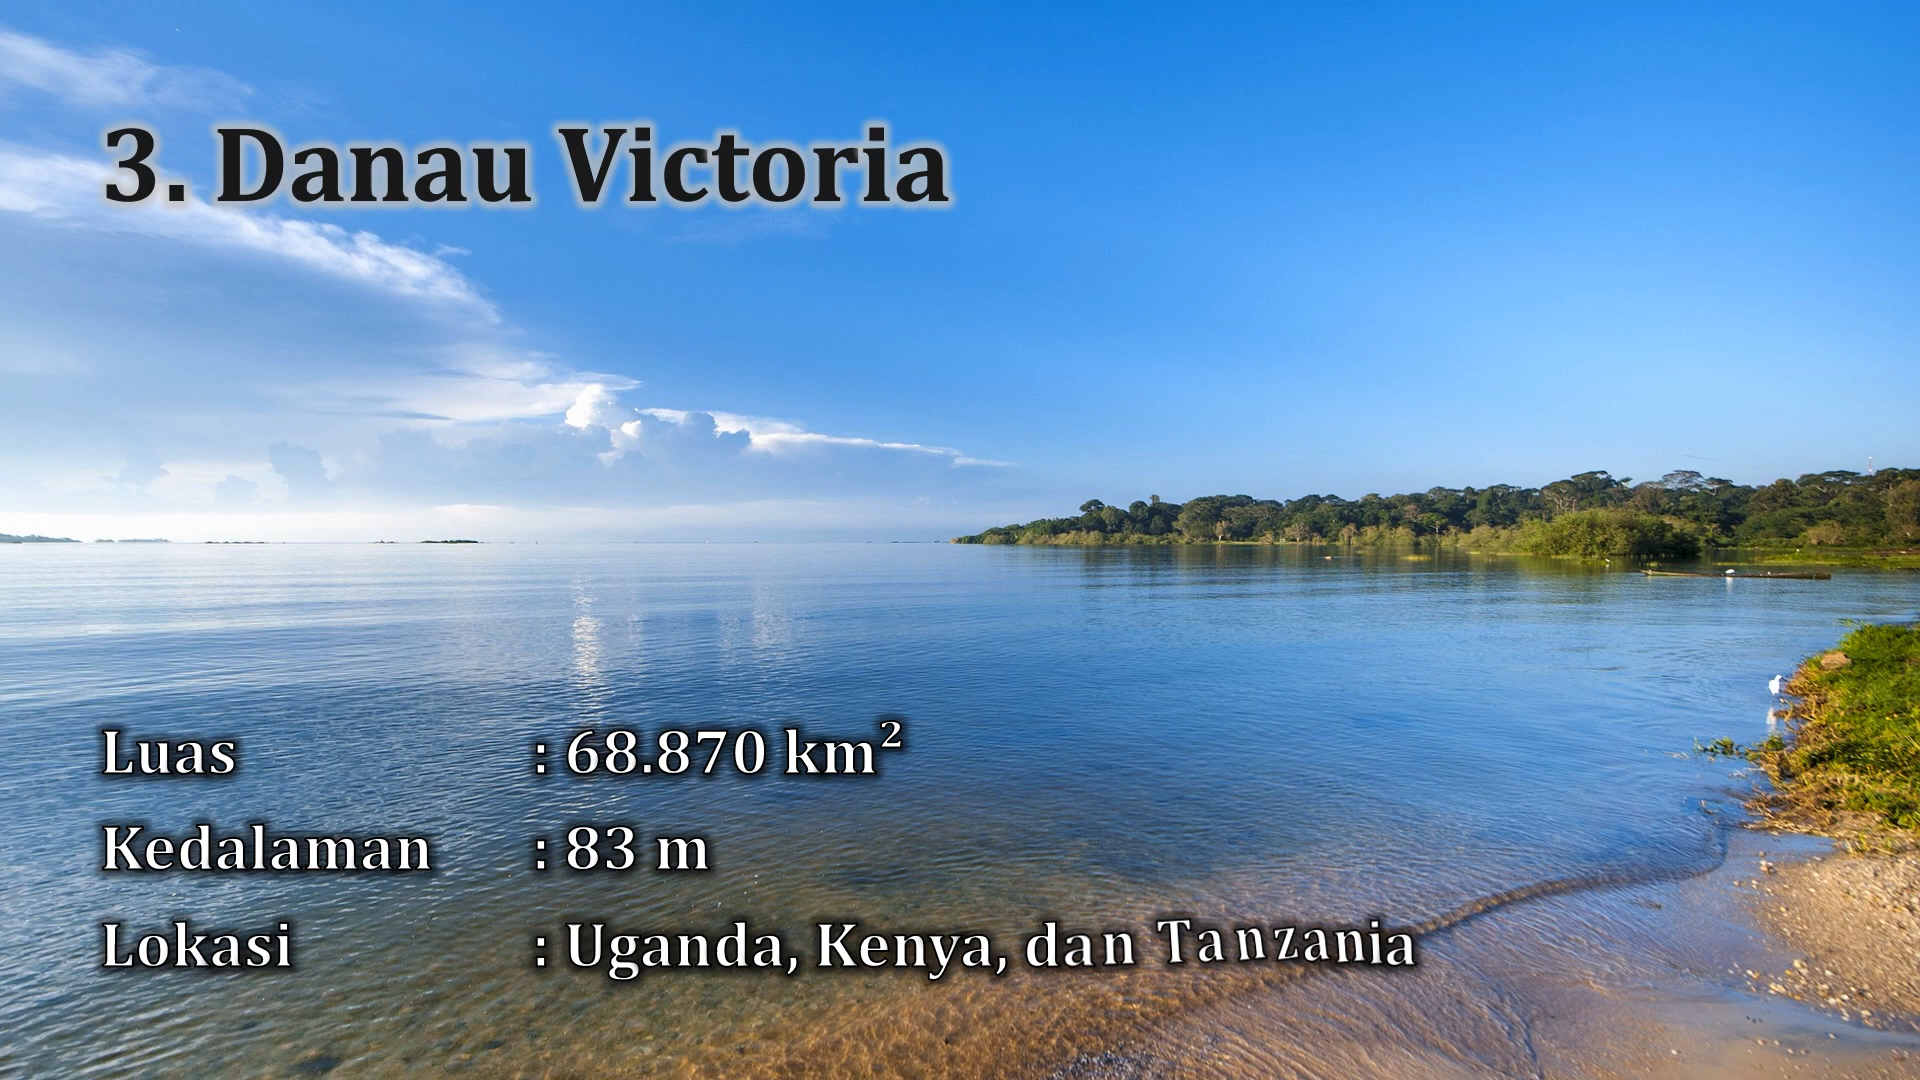 3. Danau Victoria
Luas : 68.870 km²
Kedalaman : 83 m
Lokasi : Uganda, Kenya, dan Tanzania